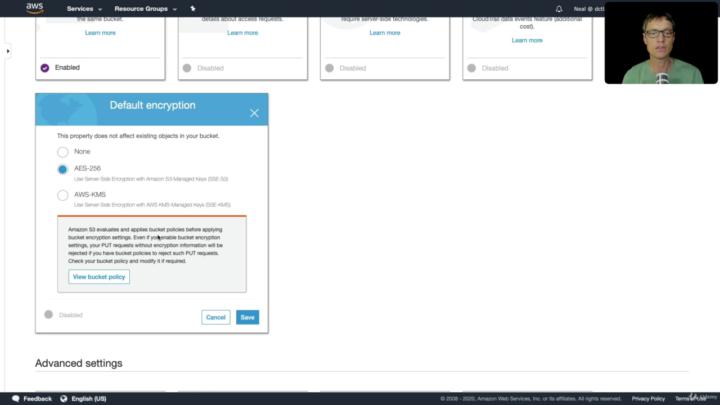 aws
Services
Resource Groups
Neal @ dctl
the same bucket.
details about access requests.
require server-side technologies.
CloudTrail data events feature (additional
cost).
Learn more
Learn more
Learn more
Learn more
Enabled
Disabled
Disabled
Disabled
Default encryption
This property does not affect existing objects in your bucket.
None
AES-256
Use Server-Side Encryption with Amazon S3-Managed Keys (SSE-S3)
AWS-KMS
Use Server-Side Encryption with AWS KMS-Managed Keys (SSE-KMS)
Amazon S3 evaluates and applies bucket policies before applying
bucket encryption settings. Even if you enable bucket encryption
settings, your PUT requests without encryption information will be
rejected if you have bucket policies to reject such PUT requests.
Check your bucket policy and modify it if required.
View bucket policy
Disabled
Cancel
Save
Advanced settings
Feedback
English (US)
© 2008 - 2020, Amazon Web Services, Inc. or its affiliates. All rights reserved.
Privacy Policy
Terms of Use
Udemy